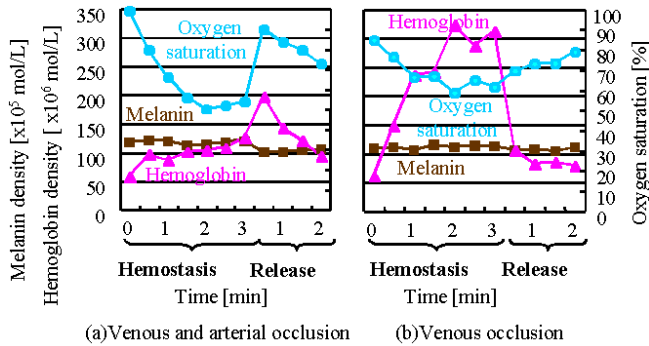 Melanin density [x10⁵ mol/L]
Hemoglobin density [ x10⁶ mol/L]
350
300
250
200
150
100
50
0
Oxygen
saturation
Melanin
Hemoglobin
0 1 2 3 1 2
Hemostasis Release
Time [min]
(a)Venous and arterial occlusion
Hemoglobin
Oxygen
saturation
Melanin
0 1 2 3 1 2
Hemostasis Release
Time [min]
(b)Venous occlusion
100
90
80
70
60
50
40
30
20
10
0
Oxygen saturation [%]